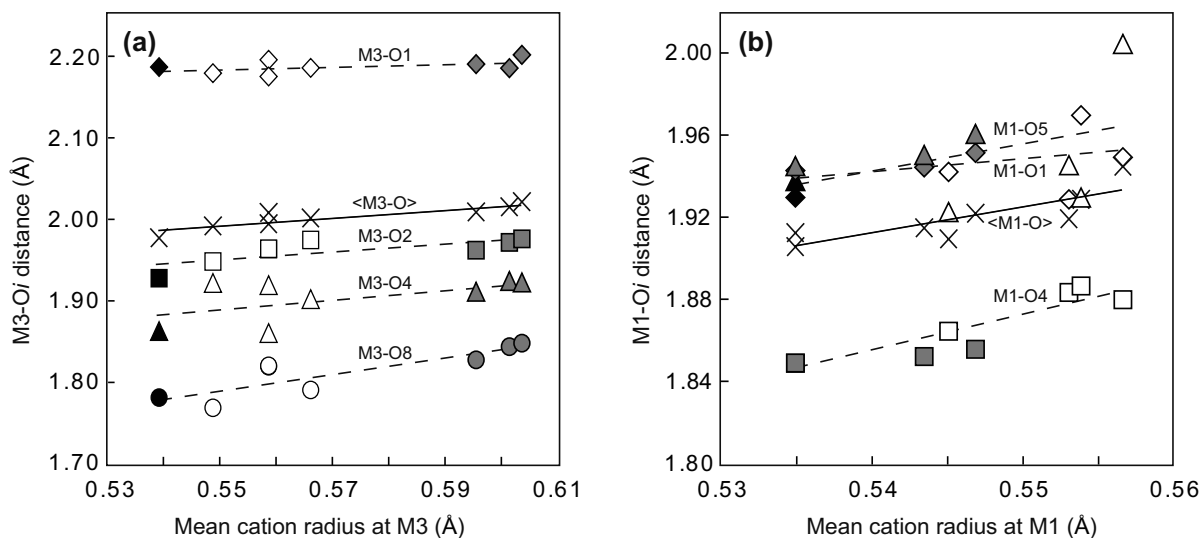 (a)
2.20
2.10
2.00
1.90
1.80
1.70
M3-Oi distance (Å)
M3-O1
<M3-O>
M3-O2
M3-O4
M3-O8
0.53
0.55
0.57
0.59
0.61
Mean cation radius at M3 (Å)
(b)
2.00
1.96
1.92
1.88
1.84
1.80
M1-Oi distance (Å)
M1-O5
M1-O1
<M1-O>
M1-O4
0.53
0.54
0.55
0.56
Mean cation radius at M1 (Å)